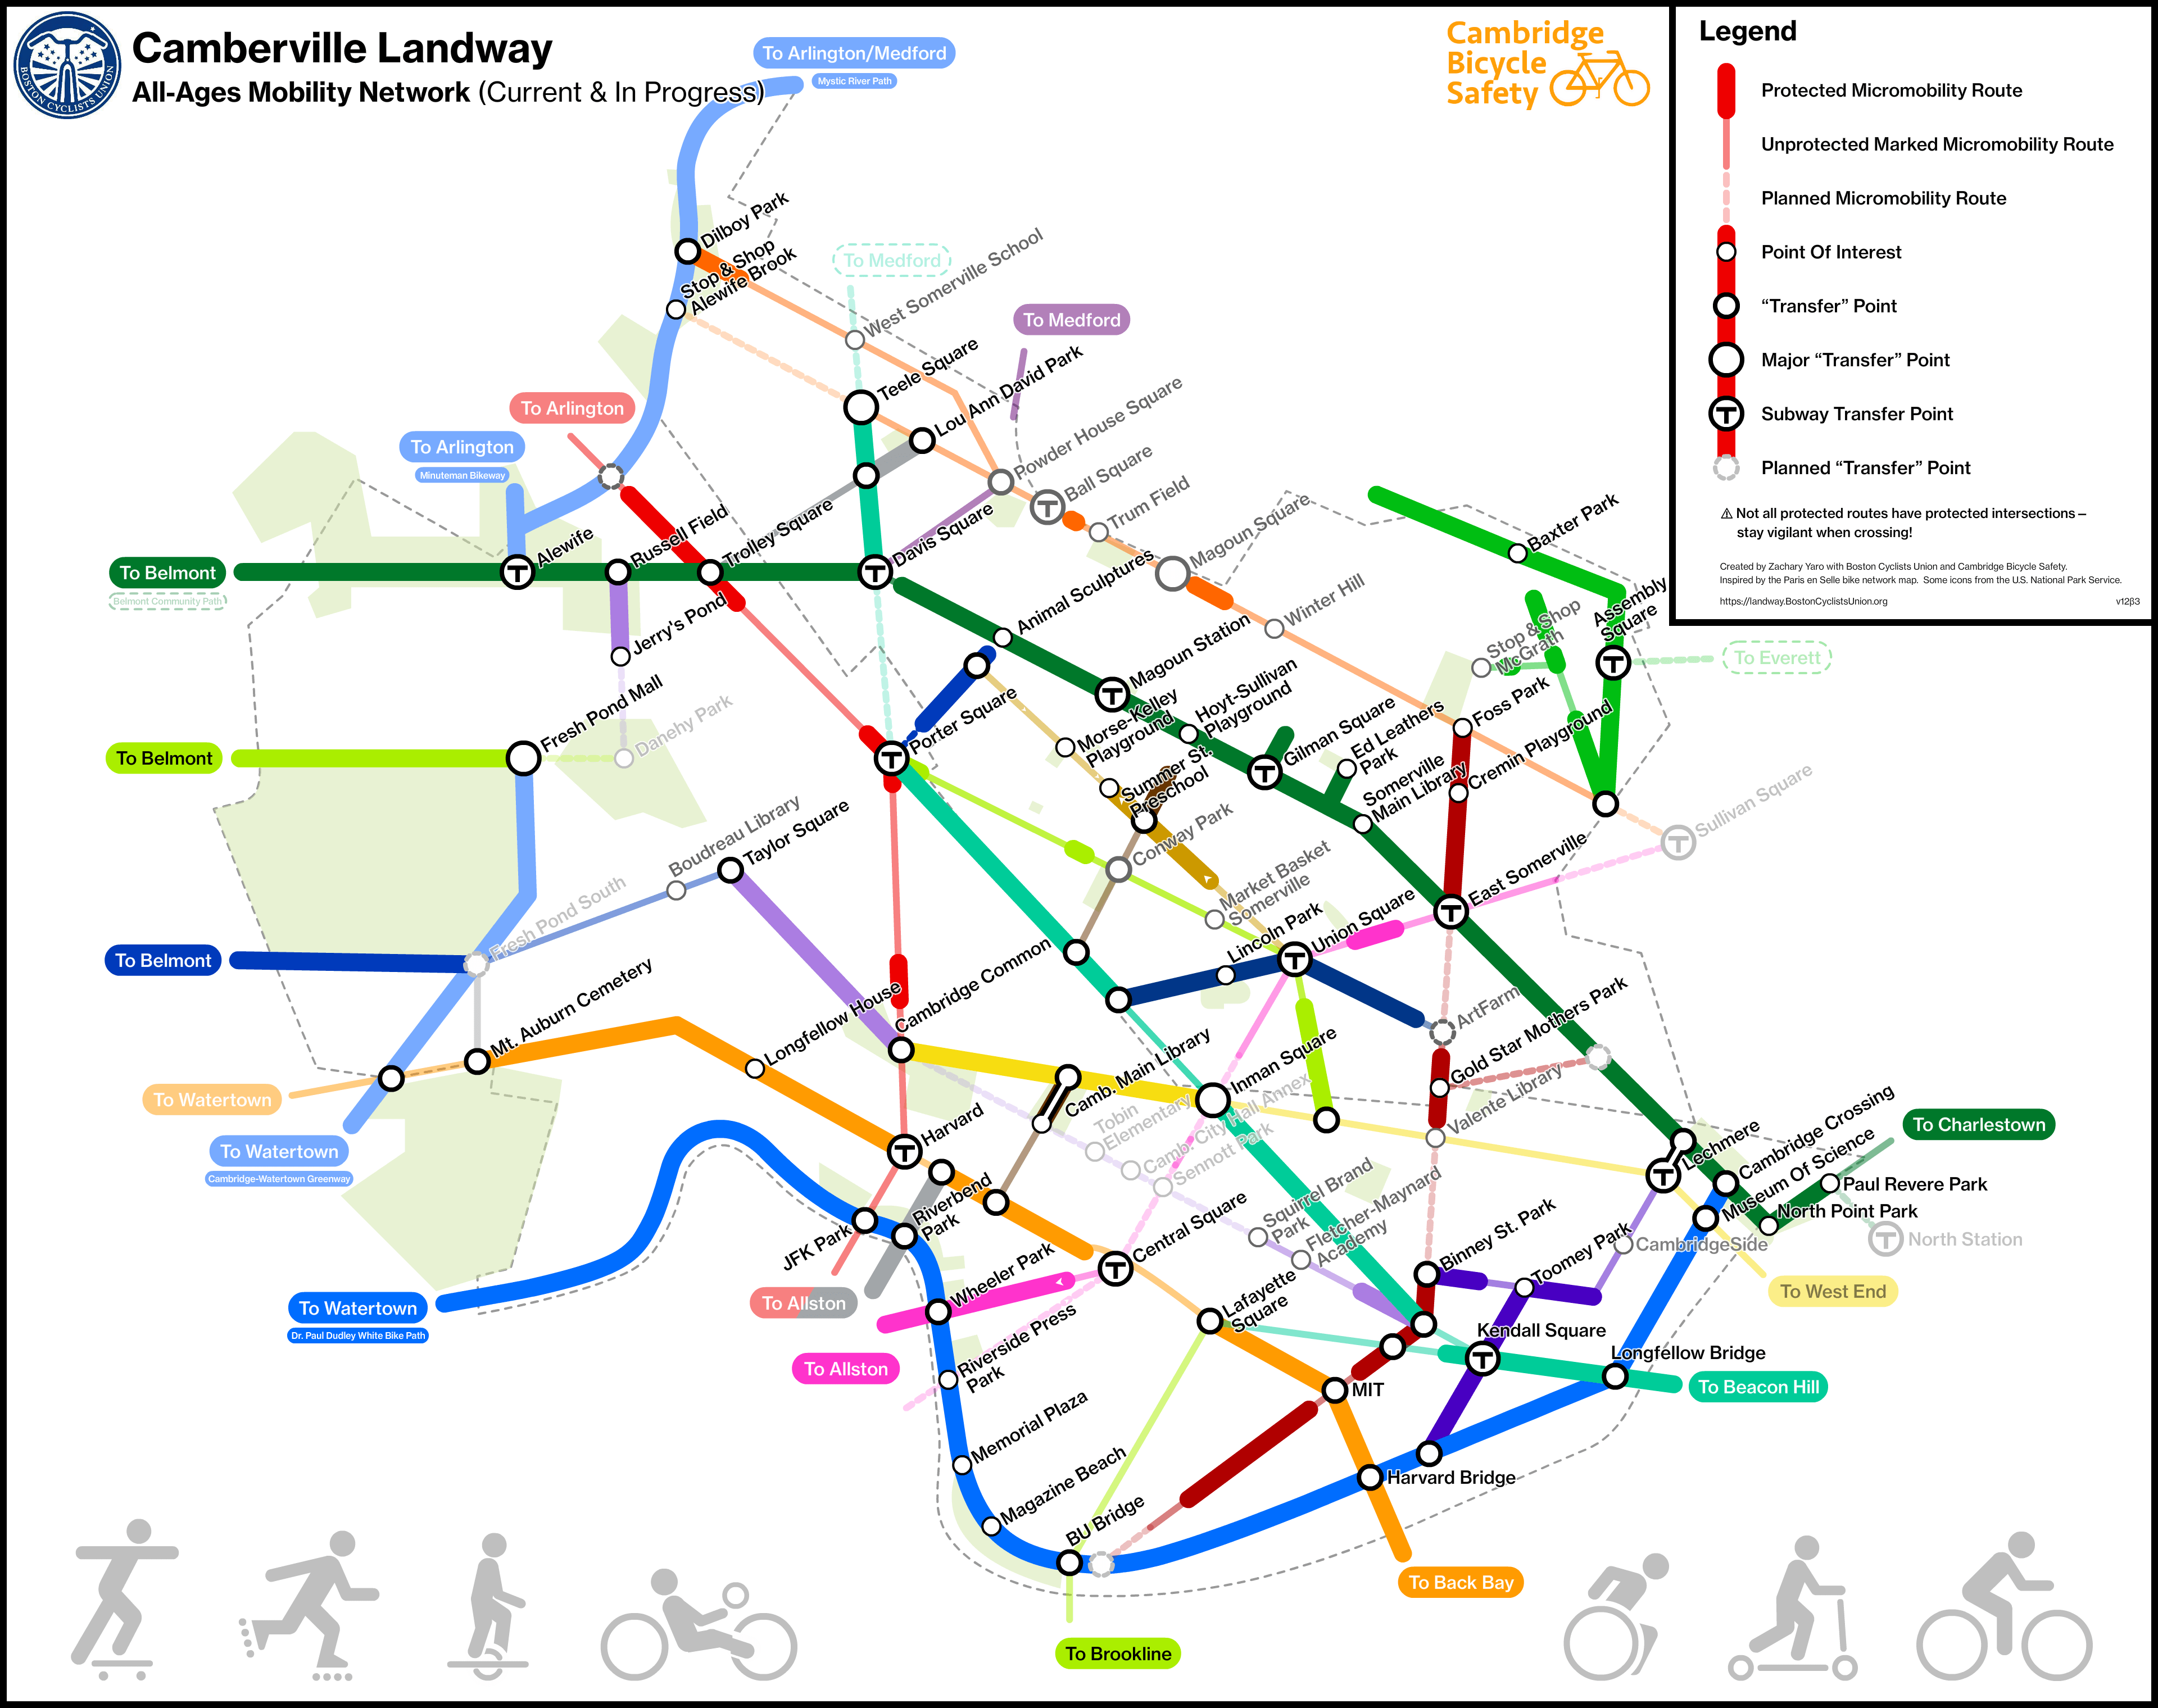 BOSTON CYCLISTS UNION
Camberville Landway
All-Ages Mobility Network (Current & In Progress)
To Arlington/Medford
Mystic River Path
Cambridge
Bicycle
Safety
Legend
Protected Micromobility Route
Unprotected Marked Micromobility Route
Planned Micromobility Route
Point Of Interest
“Transfer” Point
Major “Transfer” Point
T
Subway Transfer Point
Planned “Transfer” Point
⚠ Not all protected routes have protected intersections –
stay vigilant when crossing!
Created by Zachary Yaro with Boston Cyclists Union and Cambridge Bicycle Safety.
Inspired by the Paris en Selle bike network map. Some icons from the U.S. National Park Service.
https://landway.BostonCyclistsUnion.org
v12β3
Dilboy Park
Stop & Shop
Alewife Brook
To Medford
West Somerville School
To Medford
Teele Square
Lou Ann David Park
Powder House Square
To Arlington
To Arlington
Minuteman Bikeway
Ball Square
Trum Field
Magoun Square
Baxter Park
To Belmont
Belmont Community Path
Alewife
Russell Field
Trolley Square
Davis Square
Animal Sculptures
Winter Hill
Stop & Shop
McGrath
Assembly
Square
To Everett
Jerry's Pond
Magoun Station
Morse-Kelley
Playground
Hoyt-Sullivan
Playground
Gilman Square
Ed Leathers
Park
Foss Park
Cremin Playground
To Belmont
Fresh Pond Mall
Danehy Park
Porter Square
Summer St.
Preschool
Somerville
Main Library
Sullivan Square
Boudreau Library
Taylor Square
Conway Park
Market Basket
Somerville
Lincoln Park
Union Square
East Somerville
To Belmont
Fresh Pond South
Mt. Auburn Cemetery
Longfellow House
Cambridge Common
ArtFarm
Gold Star Mothers Park
To Watertown
To Watertown
Cambridge-Watertown Greenway
Camb. Main Library
Inman Square
Valente Library
Tobin
Elementary
Camb. City Hall Annex
Sennott Park
Harvard
Lechmere
Cambridge Crossing
Museum Of Science
To Charlestown
Paul Revere Park
North Point Park
North Station
CambridgeSide
To West End
JFK Park
Riverbend
Park
Squirrel Brand
Park
Fletcher-Maynard
Academy
Central Square
Binney St. Park
Toomey Park
To Watertown
Dr. Paul Dudley White Bike Path
To Allston
Wheeler Park
Lafayette
Square
Kendall Square
Longfellow Bridge
To Allston
Riverside Press
Park
MIT
To Beacon Hill
Memorial Plaza
Magazine Beach
BU Bridge
Harvard Bridge
To Back Bay
To Brookline